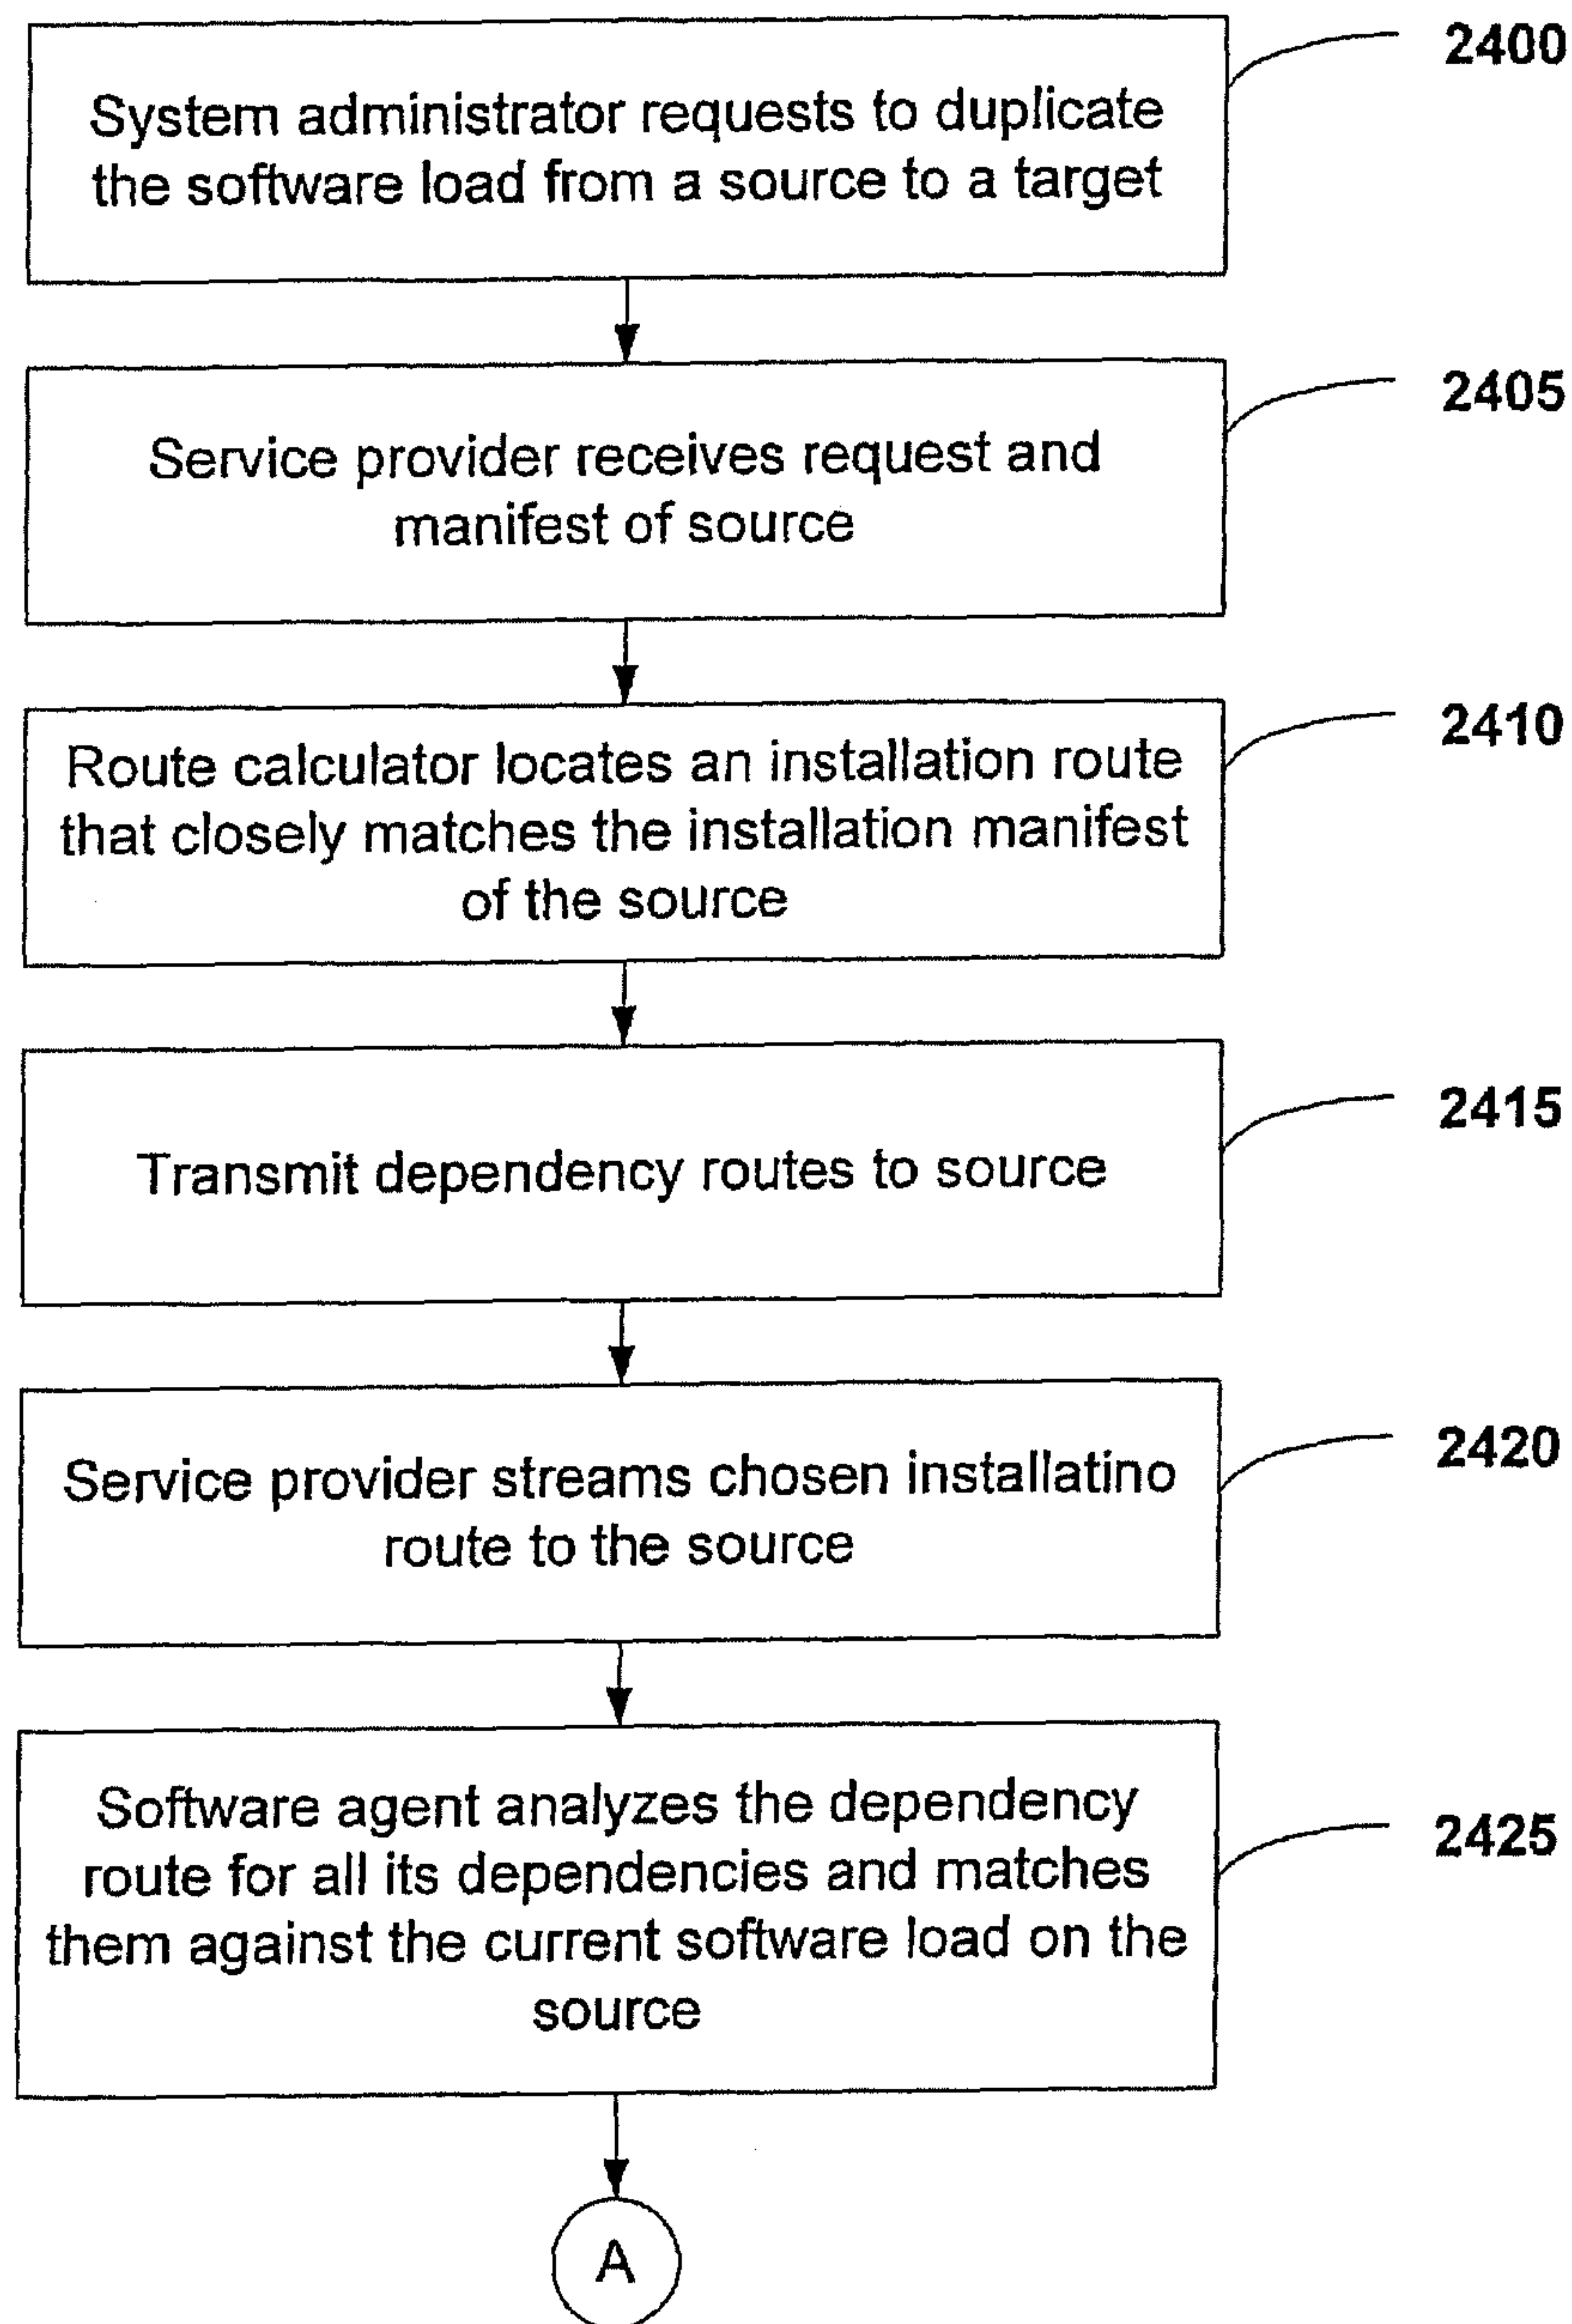 2400
System administrator requests to duplicate
the software load from a source to a target
2405
Service provider receives request and
manifest of source
2410
Route calculator locates an installation route
that closely matches the installation manifest
of the source
2415
Transmit dependency routes to source
2420
Service provider streams chosen installatino
route to the source
2425
Software agent analyzes the dependency
route for all its dependencies and matches
them against the current software load on the
source
A